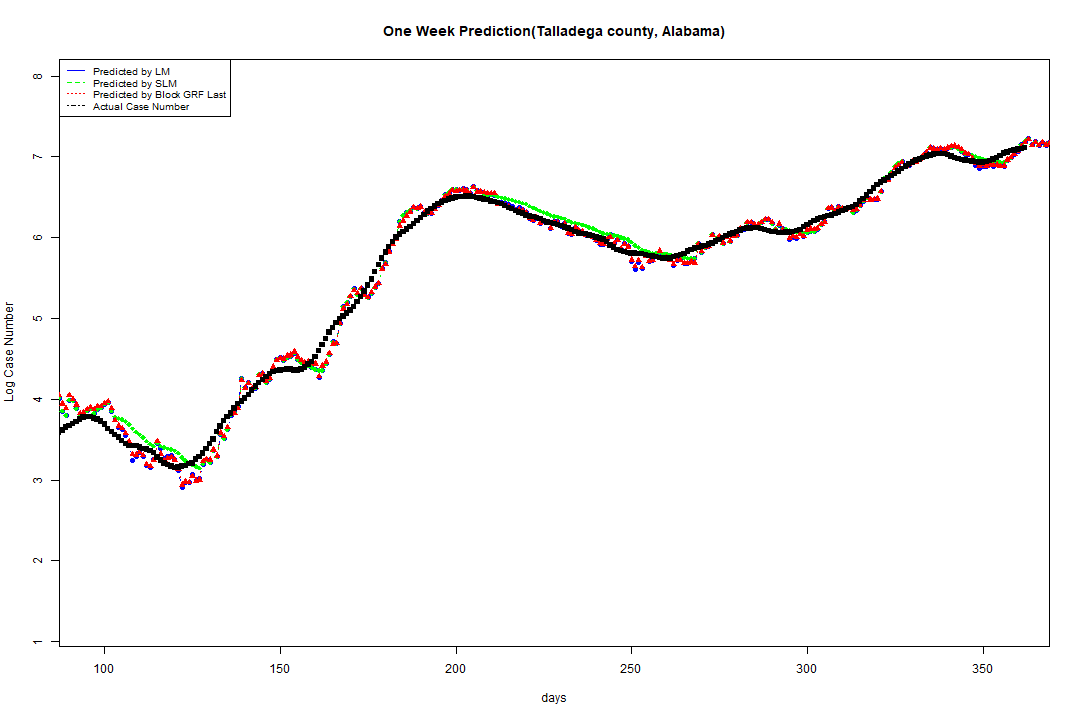 One Week Prediction(Talladega county, Alabama)
Predicted by LM
Predicted by SLM
Predicted by Block GRF Last
Actual Case Number
8
7
6
5
4
3
2
1
Log Case Number
100 150 200 250 300 350
days